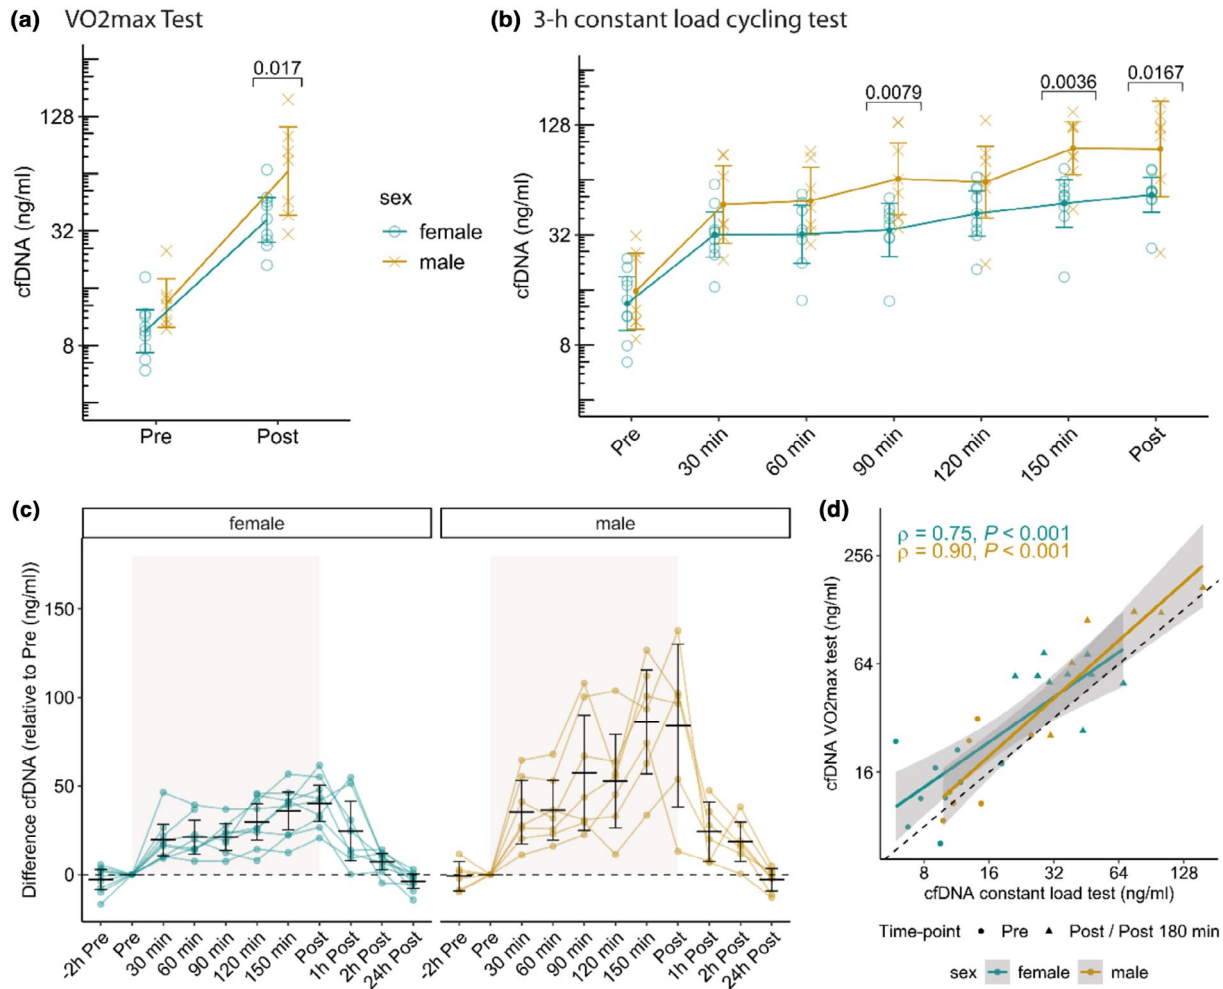 (a) VO2max Test
cfDNA (ng/ml)
128
32
8
0.017
Pre
Post
sex
female
male
(b) 3-h constant load cycling test
cfDNA (ng/ml)
128
32
8
0.0079
0.0036
0.0167
Pre
30 min
60 min
90 min
120 min
150 min
Post
(c)
female
male
Difference cfDNA (relative to Pre (ng/ml))
150
100
50
0
-2h Pre
Pre
30 min
60 min
90 min
120 min
150 min
Post
1h Post
2h Post
24h Post
-2h Pre
Pre
30 min
60 min
90 min
120 min
150 min
Post
1h Post
2h Post
24h Post
(d)
ρ = 0.75, P < 0.001
ρ = 0.90, P < 0.001
cfDNA VO2max test (ng/ml)
256
64
16
8
16
32
64
128
cfDNA constant load test (ng/ml)
Time-point Pre Post / Post 180 min
sex female male